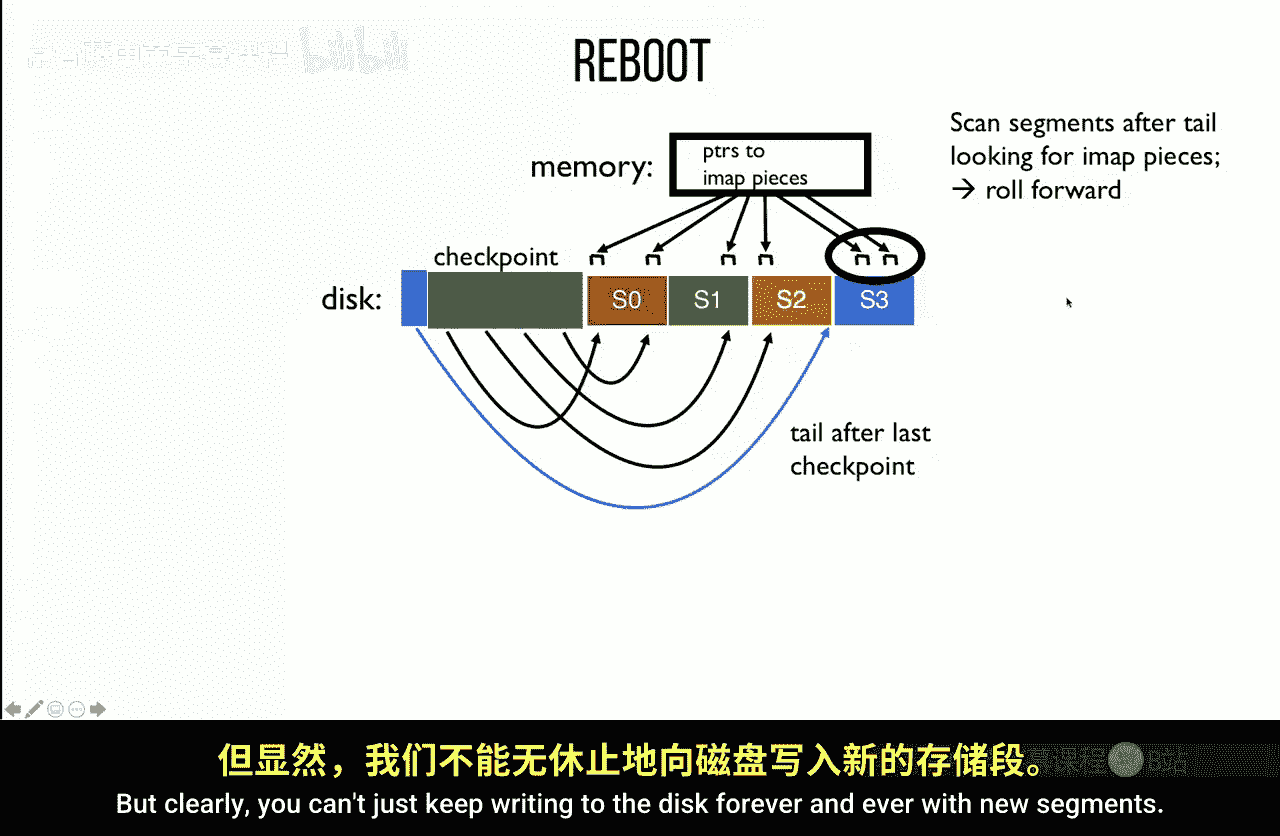 REBOOT
memory:
ptrs to
imap pieces
Scan segments after tail
looking for imap pieces;
→ roll forward
checkpoint
disk:
S0
S1
S2
S3
tail after last
checkpoint
但显然，我们不能无休止地向磁盘写入新的存储段。
But clearly, you can't just keep writing to the disk forever and ever with new segments.